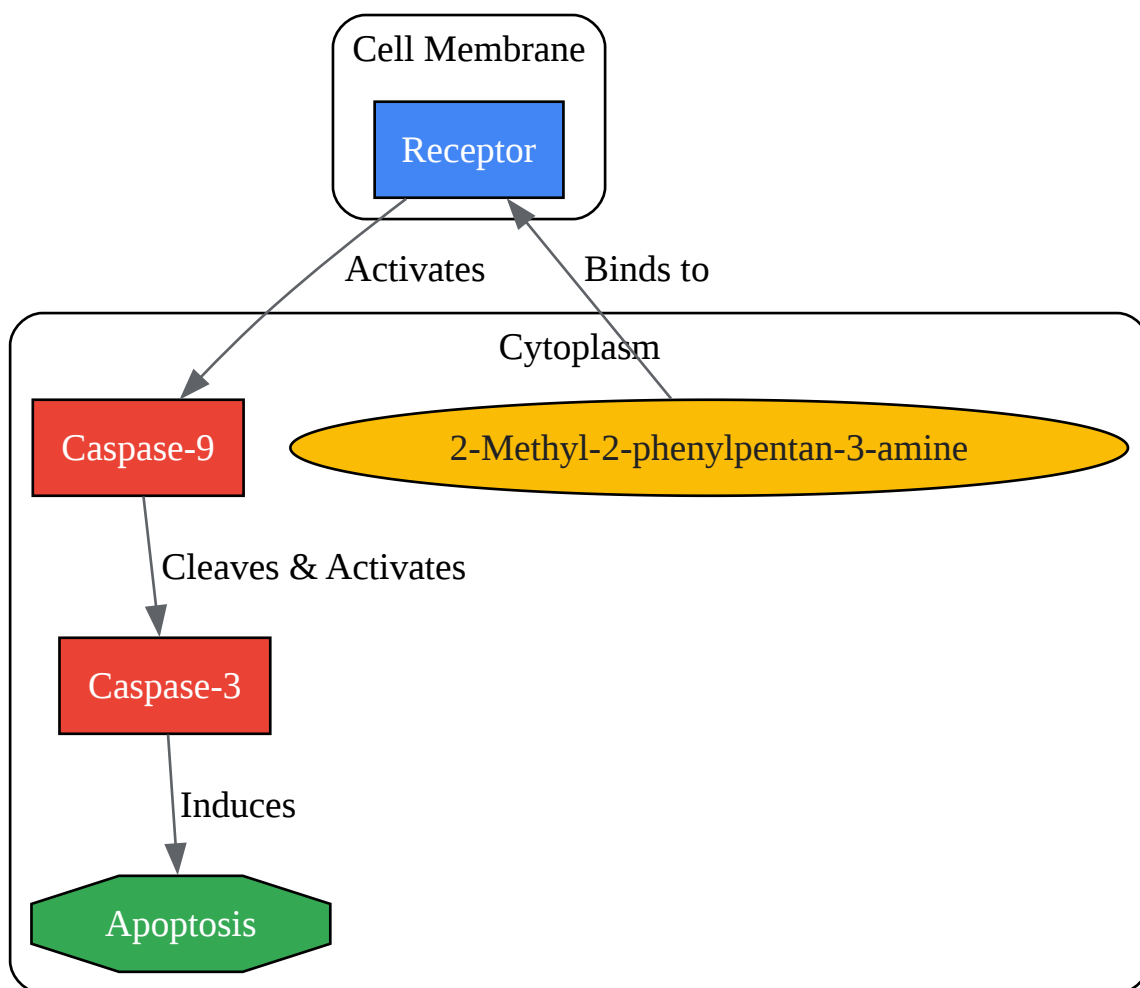 Cell Membrane
Receptor
Activates
Binds to
Cytoplasm
Caspase-9
2-Methyl-2-phenylpentan-3-amine
Cleaves & Activates
Caspase-3
Induces
Apoptosis